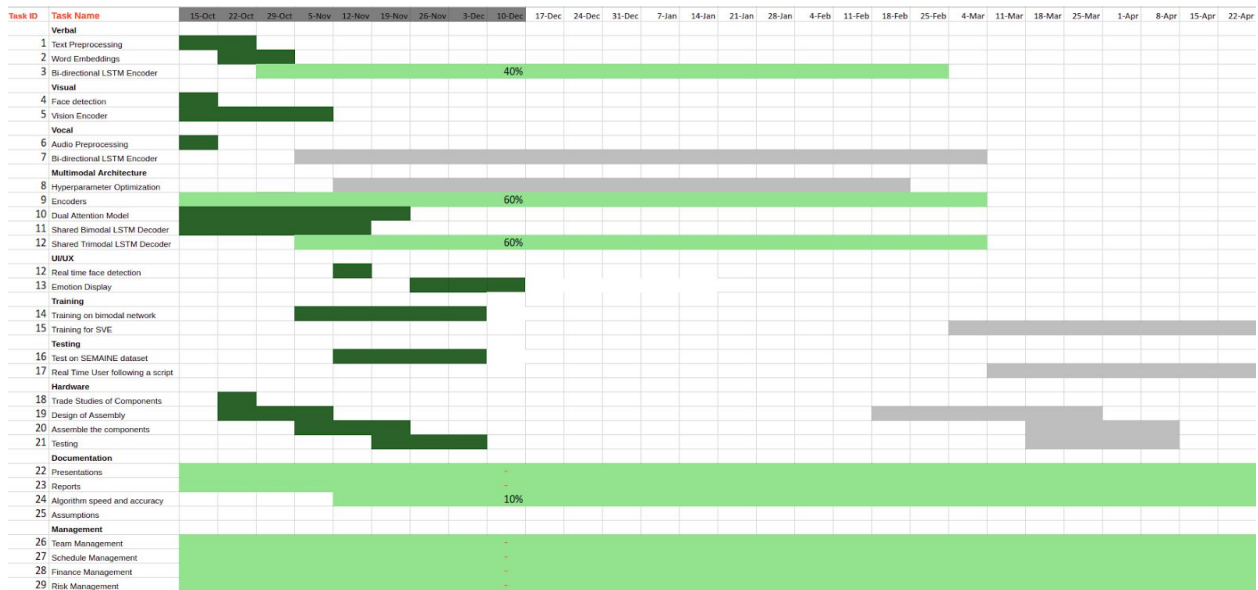 Task ID Task Name 15-Oct 22-Oct 29-Oct 5-Nov 12-Nov 19-Nov 26-Nov 3-Dec 10-Dec 17-Dec 24-Dec 31-Dec 7-Jan 14-Jan 21-Jan 28-Jan 4-Feb 11-Feb 18-Feb 25-Feb 4-Mar 11-Mar 18-Mar 25-Mar 1-Apr 8-Apr 15-Apr 22-Apr
Verbal
1 Text Preprocessing
2 Word Embeddings
3 Bi-directional LSTM Encoder 40%
Visual
4 Face detection
5 Vision Encoder
Vocal
6 Audio Preprocessing
7 Bi-directional LSTM Encoder
Multimodal Architecture
8 Hyperparameter Optimization
9 Encoders 60%
10 Dual Attention Model
11 Shared Bimodal LSTM Decoder
12 Shared Trimodal LSTM Decoder 60%
UI/UX
12 Real time face detection
13 Emotion Display
Training
14 Training on bimodal network
15 Training for SVE
Testing
16 Test on SEMAINE dataset
17 Real Time User following a script
Hardware
18 Trade Studies of Components
19 Design of Assembly
20 Assemble the components
21 Testing
Documentation
22 Presentations -
23 Reports -
24 Algorithm speed and accuracy 10%
25 Assumptions
Management
26 Team Management -
27 Schedule Management -
28 Finance Management -
29 Risk Management -